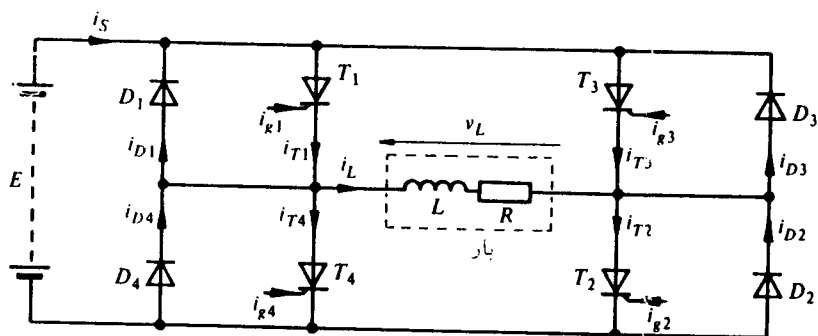 i_S
T_1
T_3
D_1
D_3
i_g1
v_L
i_g3
i_D1
i_T1
i_L
i_T3
i_D3
E
L
R
i_D4
i_T4
i_T2
i_D2
بار
D_4
T_4
T_2
D_2
i_g4
i_g2